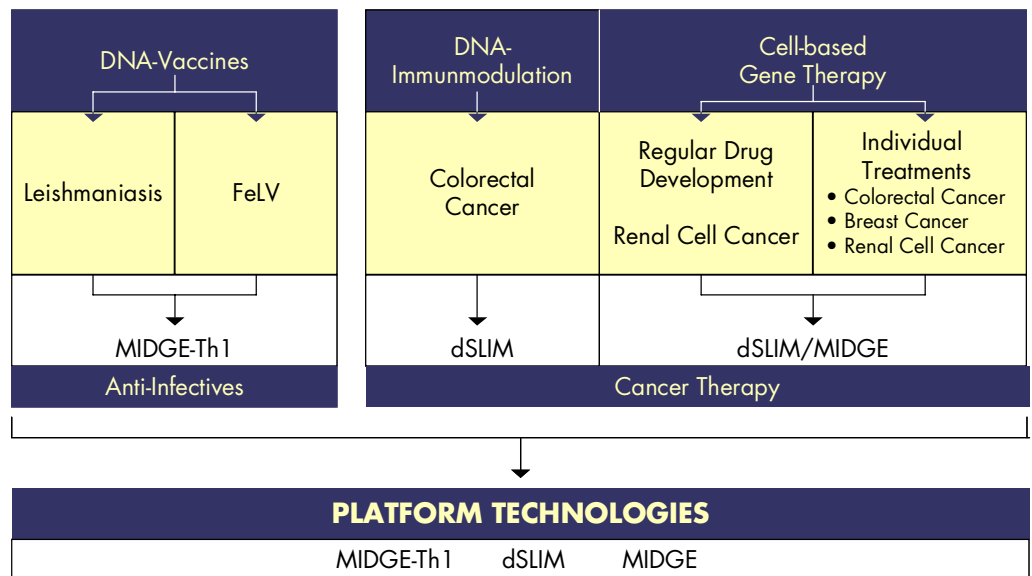 DNA-Vaccines
Leishmaniasis
FeLV
MIDGE-Th1
Anti-Infectives
DNA-
Immunmodulation
Colorectal
Cancer
dSLIM
Cell-based
Gene Therapy
Regular Drug
Development
Renal Cell Cancer
Individual
Treatments
• Colorectal Cancer
• Breast Cancer
• Renal Cell Cancer
dSLIM/MIDGE
Cancer Therapy
PLATFORM TECHNOLOGIES
MIDGE-Th1 dSLIM MIDGE